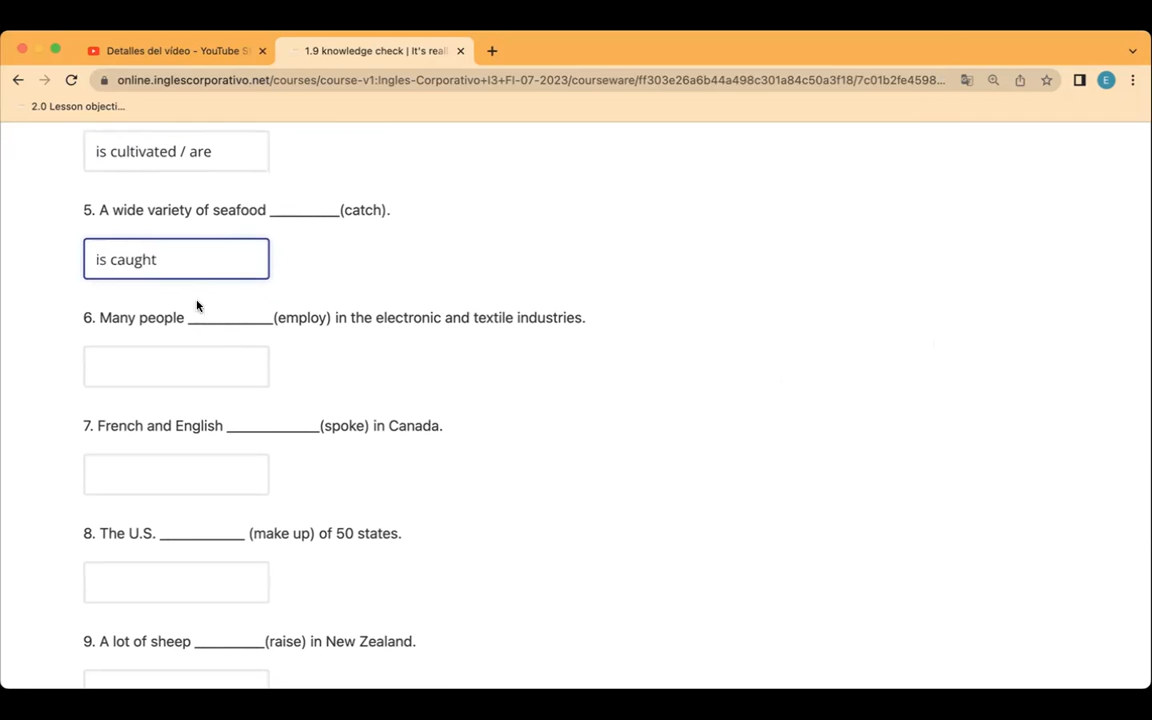 Detalles del vídeo - YouTube S
1.9 knowledge check | It's real
online.inglescorporativo.net/courses/course-v1:Ingles-Corporativo+I3+FI-07-2023/courseware/ff303e26a6b44a498c301a84c50a3f18/7c01b2fe4598...
E
2.0 Lesson objecti...
is cultivated / are
5. A wide variety of seafood _________(catch).
is caught
6. Many people ___________(employ) in the electronic and textile industries.
7. French and English ____________(spoke) in Canada.
8. The U.S. ___________ (make up) of 50 states.
9. A lot of sheep _________(raise) in New Zealand.